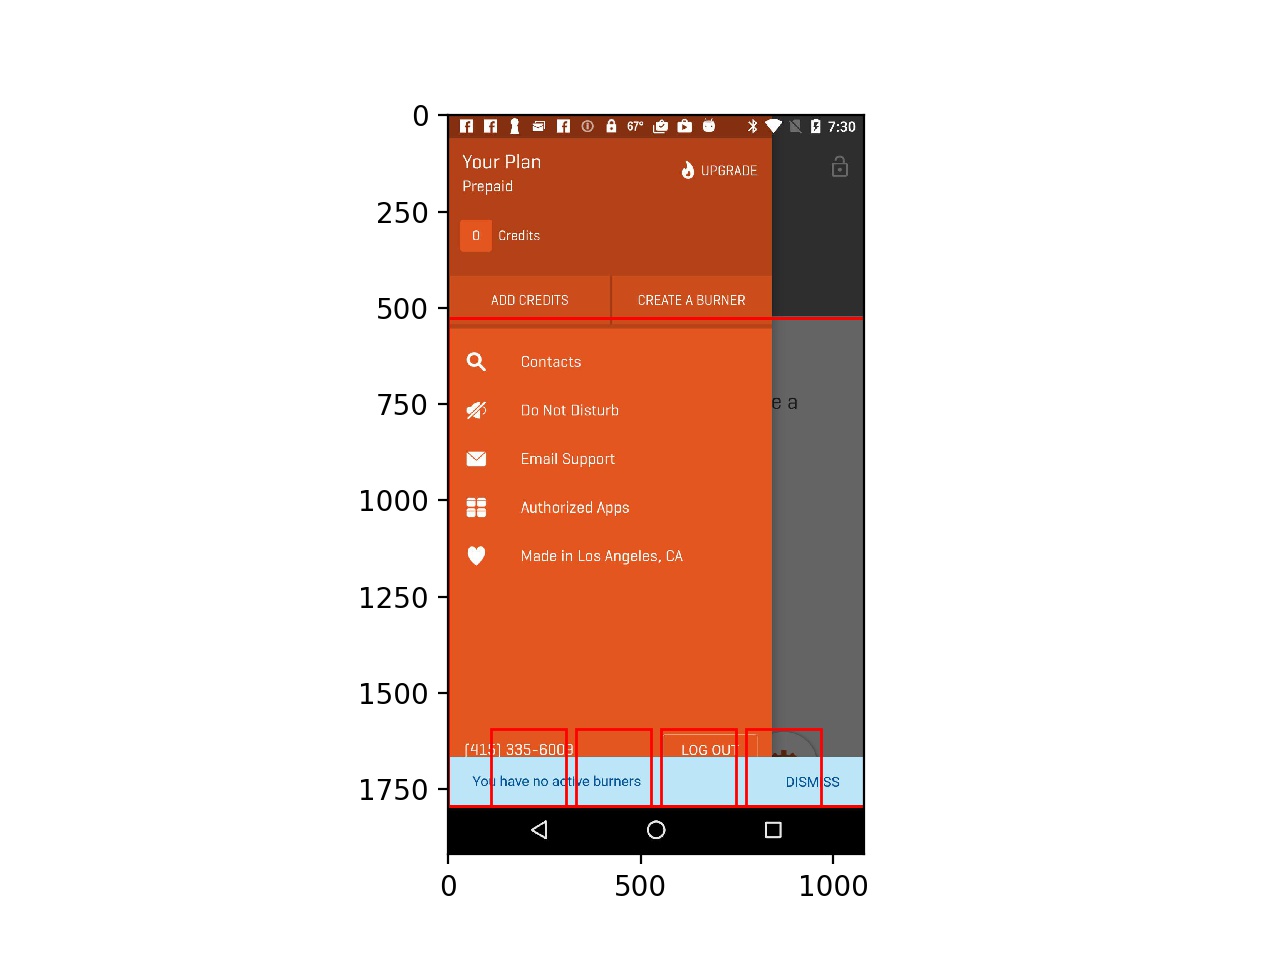 0
250
500
750
1000
1250
1500
1750
0 500 1000
67° 7:30
Your Plan
Prepaid
UPGRADE
0 Credits
ADD CREDITS CREATE A BURNER
Contacts
e a
Do Not Disturb
Email Support
Authorized Apps
Made in Los Angeles, CA
(415) 335-6009 LOG OUT
You have no active burners DISMISS